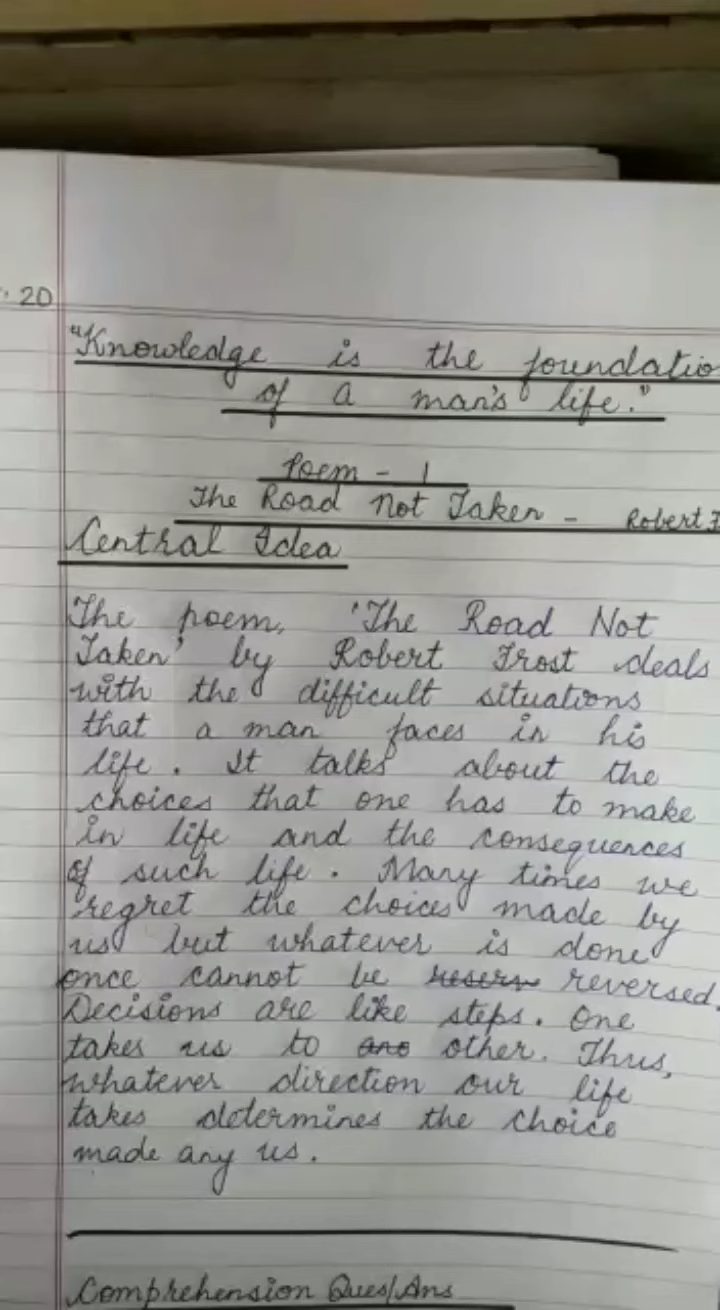 . 20
"Knowledge is the foundatio
of a man's life."
Poem - 1
The Road Not Taken - Robert F
Central Idea
The poem, 'The Road Not
Taken' by Robert Frost deals
with the difficult situations
that a man faces in his
life. It talks about the
choices that one has to make
in life and the consequences
of such life. Many times we
regret the choices made by
us but whatever is done
once cannot be reserv reversed.
Decisions are like steps. One
takes us to ano other. Thus,
whatever direction our life
takes determines the choice
made any us.
Comprehension Ques/Ans